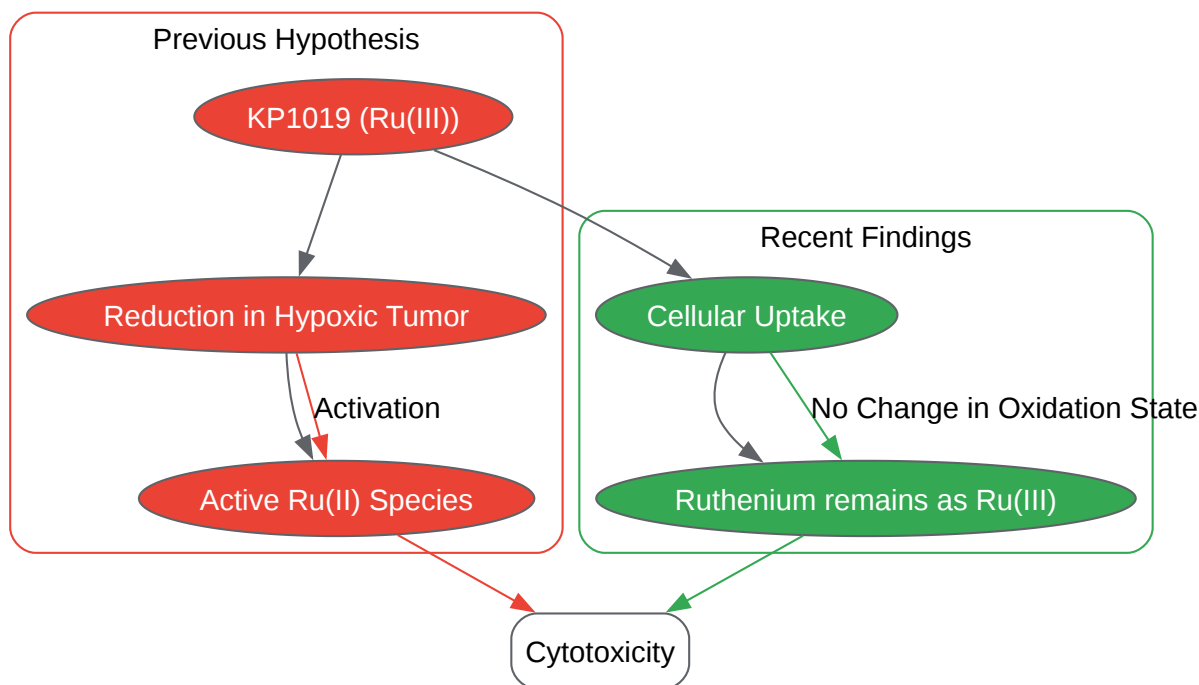 Previous Hypothesis
KP1019 (Ru(III))
Reduction in Hypoxic Tumor
Activation
Active Ru(II) Species
Recent Findings
Cellular Uptake
No Change in Oxidation State
Ruthenium remains as Ru(III)
Cytotoxicity